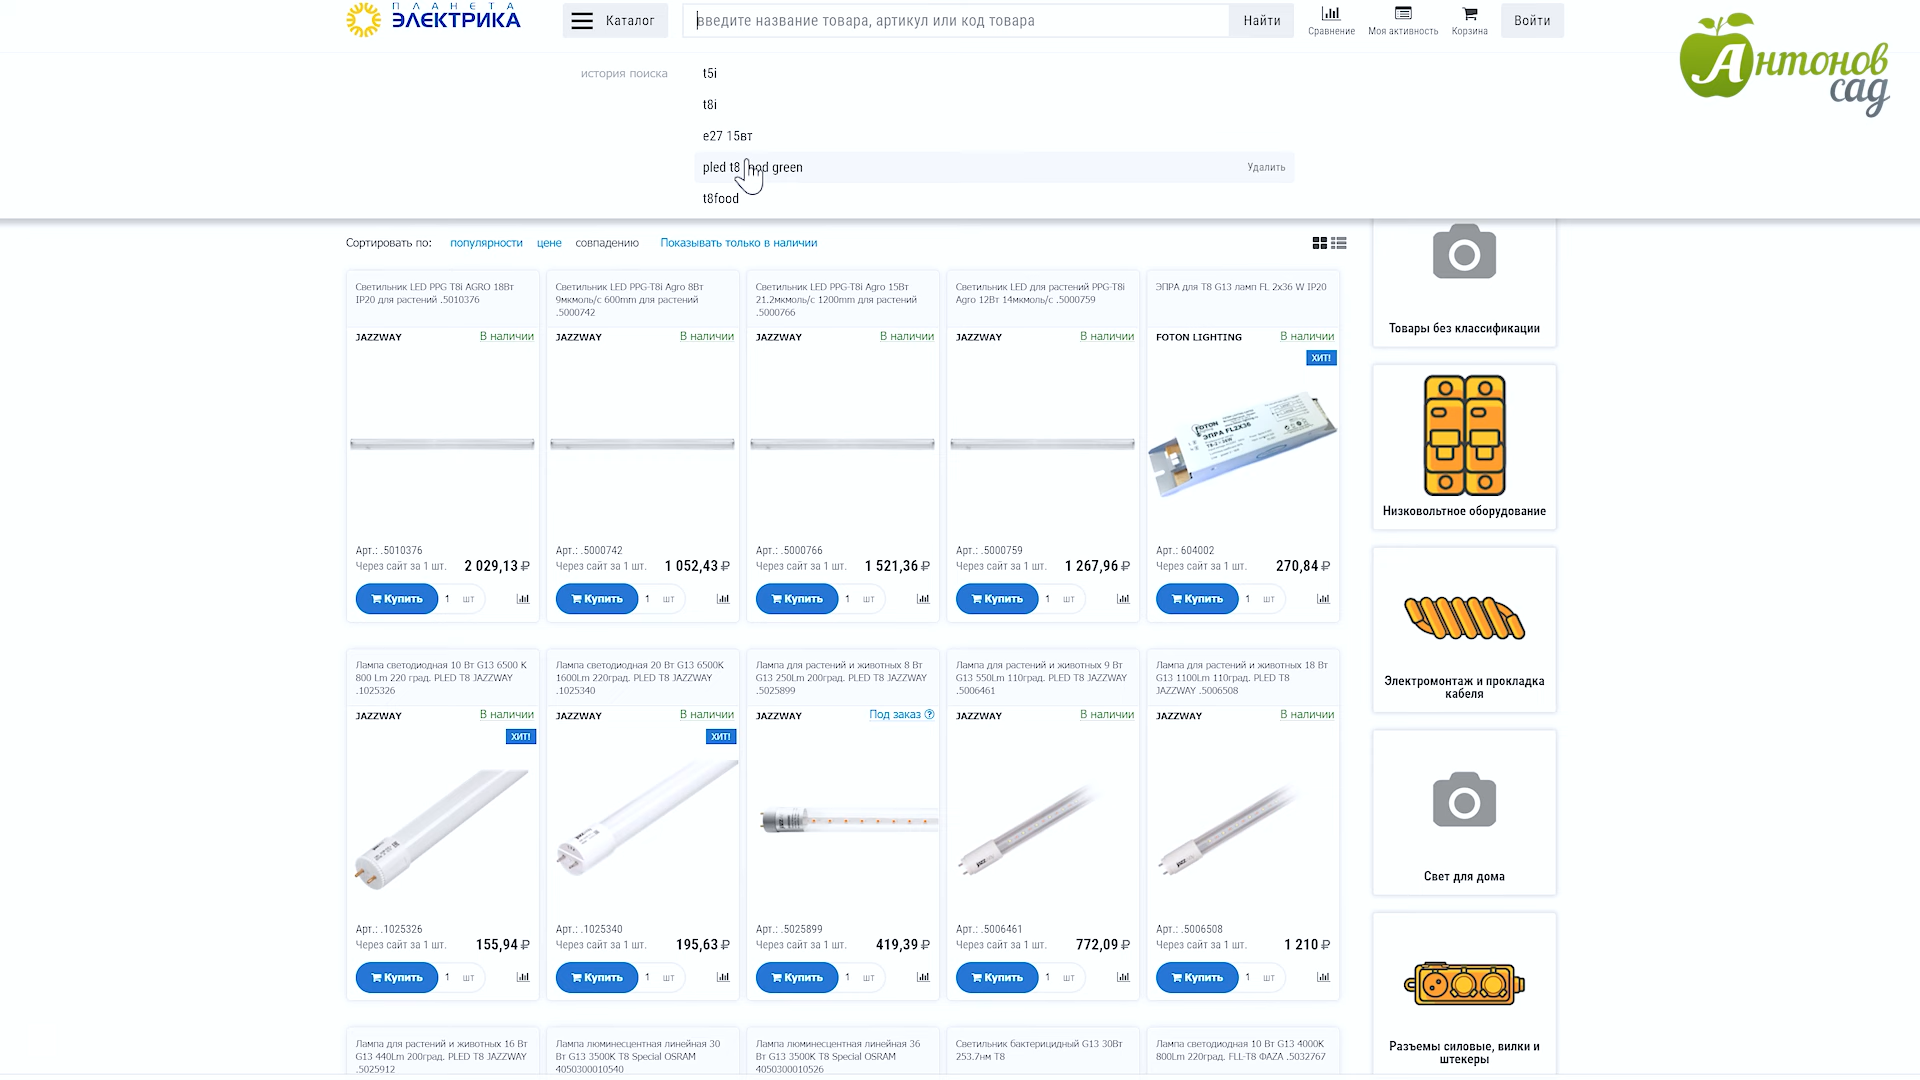 ПЛАНЕТА
ЭЛЕКТРИКА
Каталог
введите название товара, артикул или код товара
Найти
Сравнение
Моя активность
Корзина
Войти
Антонов
сад
история поиска
t5i
t8i
e27 15вт
pled t8 food green
Удалить
t8food
Сортировать по:
популярности
цене
совпадению
Показывать только в наличии
Светильник LED PPG T8i AGRO 18Вт
IP20 для растений .5010376
JAZZWAY
В наличии
Арт.: .5010376
Через сайт за 1 шт.
2 029,13 ₽
Купить
1
шт
Светильник LED PPG-T8i Agro 8Вт
9мкмоль/с 600mm для растений
.5000742
JAZZWAY
В наличии
Арт.: .5000742
Через сайт за 1 шт.
1 052,43 ₽
Купить
1
шт
Светильник LED PPG-T8i Agro 15Вт
21.2мкмоль/с 1200mm для растений
.5000766
JAZZWAY
В наличии
Арт.: .5000766
Через сайт за 1 шт.
1 521,36 ₽
Купить
1
шт
Светильник LED для растений PPG-T8i
Agro 12Вт 14мкмоль/с .5000759
JAZZWAY
В наличии
Арт.: .5000759
Через сайт за 1 шт.
1 267,96 ₽
Купить
1
шт
ЭПРА для Т8 G13 ламп FL 2x36 W IP20
FOTON LIGHTING
В наличии
ХИТ!
FOTON
ЭПРА FL2X36
Арт.: 604002
Через сайт за 1 шт.
270,84 ₽
Купить
1
шт
Лампа светодиодная 10 Вт G13 6500 К
800 Lm 220 град. PLED T8 JAZZWAY
.1025326
JAZZWAY
В наличии
ХИТ!
Арт.: .1025326
Через сайт за 1 шт.
155,94 ₽
Купить
1
шт
Лампа светодиодная 20 Вт G13 6500K
1600Lm 220град. PLED T8 JAZZWAY
.1025340
JAZZWAY
В наличии
ХИТ!
Арт.: .1025340
Через сайт за 1 шт.
195,63 ₽
Купить
1
шт
Лампа для растений и животных 8 Вт
G13 250Lm 200град. PLED T8 JAZZWAY
.5025899
JAZZWAY
Под заказ
Арт.: .5025899
Через сайт за 1 шт.
419,39 ₽
Купить
1
шт
Лампа для растений и животных 9 Вт
G13 550Lm 110град. PLED T8 JAZZWAY
.5006461
JAZZWAY
В наличии
Арт.: .5006461
Через сайт за 1 шт.
772,09 ₽
Купить
1
шт
Лампа для растений и животных 18 Вт
G13 1100Lm 110град. PLED T8
JAZZWAY .5006508
JAZZWAY
В наличии
Арт.: .5006508
Через сайт за 1 шт.
1 210 ₽
Купить
1
шт
Лампа для растений и животных 16 Вт
G13 440Lm 200град. PLED T8 JAZZWAY
.5025912
Лампа люминесцентная линейная 30
Вт G13 3500K T8 Special OSRAM
4050300010540
Лампа люминесцентная линейная 36
Вт G13 3500K T8 Special OSRAM
4050300010526
Светильник бактерицидный G13 30Вт
253.7нм T8
Лампа светодиодная 10 Вт G13 4000K
800Lm 220град. FLL-T8 ФАZА .5032767
Товары без классификации
Низковольтное оборудование
Электромонтаж и прокладка
кабеля
Свет для дома
Разъемы силовые, вилки и
штекеры